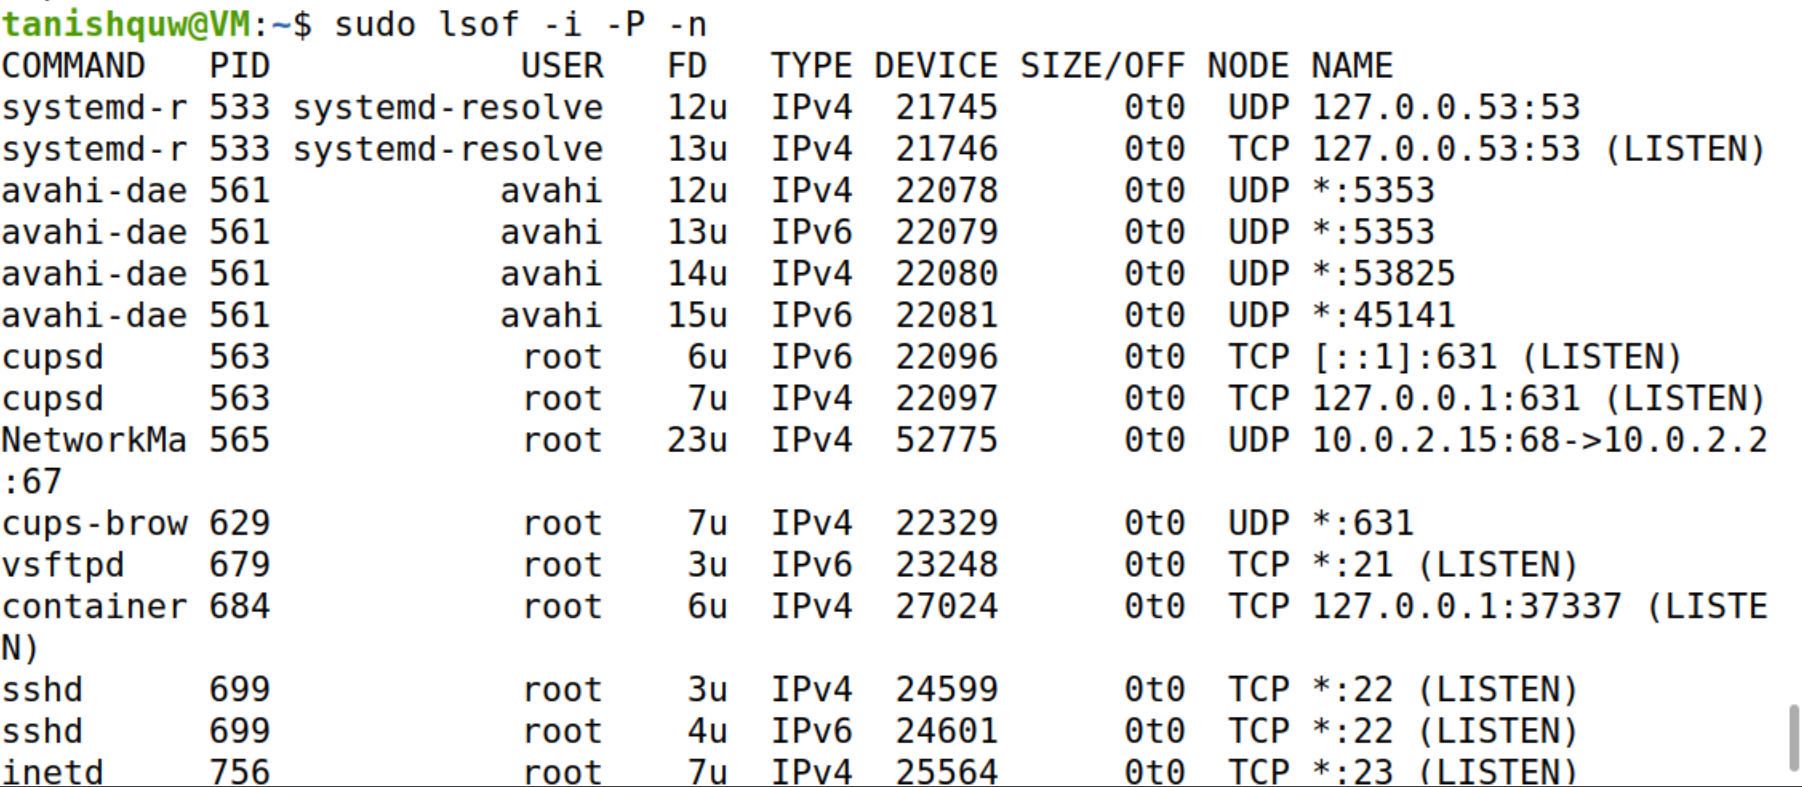 tanishquw@VM:~$ sudo lsof -i -P -n
COMMAND   PID            USER   FD   TYPE DEVICE SIZE/OFF NODE NAME
systemd-r 533 systemd-resolve   12u  IPv4  21745      0t0  UDP 127.0.0.53:53
systemd-r 533 systemd-resolve   13u  IPv4  21746      0t0  TCP 127.0.0.53:53 (LISTEN)
avahi-dae 561           avahi   12u  IPv4  22078      0t0  UDP *:5353
avahi-dae 561           avahi   13u  IPv6  22079      0t0  UDP *:5353
avahi-dae 561           avahi   14u  IPv4  22080      0t0  UDP *:53825
avahi-dae 561           avahi   15u  IPv6  22081      0t0  UDP *:45141
cupsd     563            root    6u  IPv6  22096      0t0  TCP [::1]:631 (LISTEN)
cupsd     563            root    7u  IPv4  22097      0t0  TCP 127.0.0.1:631 (LISTEN)
NetworkMa 565            root   23u  IPv4  52775      0t0  UDP 10.0.2.15:68->10.0.2.2
:67
cups-brow 629            root    7u  IPv4  22329      0t0  UDP *:631
vsftpd    679            root    3u  IPv6  23248      0t0  TCP *:21 (LISTEN)
container 684            root    6u  IPv4  27024      0t0  TCP 127.0.0.1:37337 (LISTE
N)
sshd      699            root    3u  IPv4  24599      0t0  TCP *:22 (LISTEN)
sshd      699            root    4u  IPv6  24601      0t0  TCP *:22 (LISTEN)
inetd     756            root    7u  IPv4  25564      0t0  TCP *:23 (LISTEN)